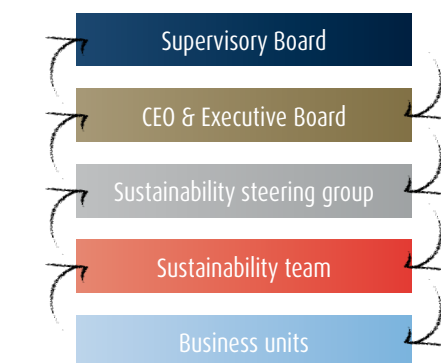 Supervisory Board
CEO & Executive Board
Sustainability steering group
Sustainability team
Business units